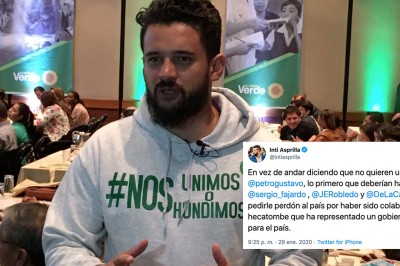 Verde
Verde
#NOS UNIMOS
O
HUNDIMOS
Inti Asprilla
@intiasprilla
En vez de andar diciendo que no quieren u
@petrogustavo, lo primero que deberían ha
@sergio_fajardo , @JERobledo y @DeLaCa
pedirle perdón al país por haber sido colab
hecatombe que ha representado un gobier
para el país.
9:25 p. m. · 29 ene. 2020 · Twitter for iPhone